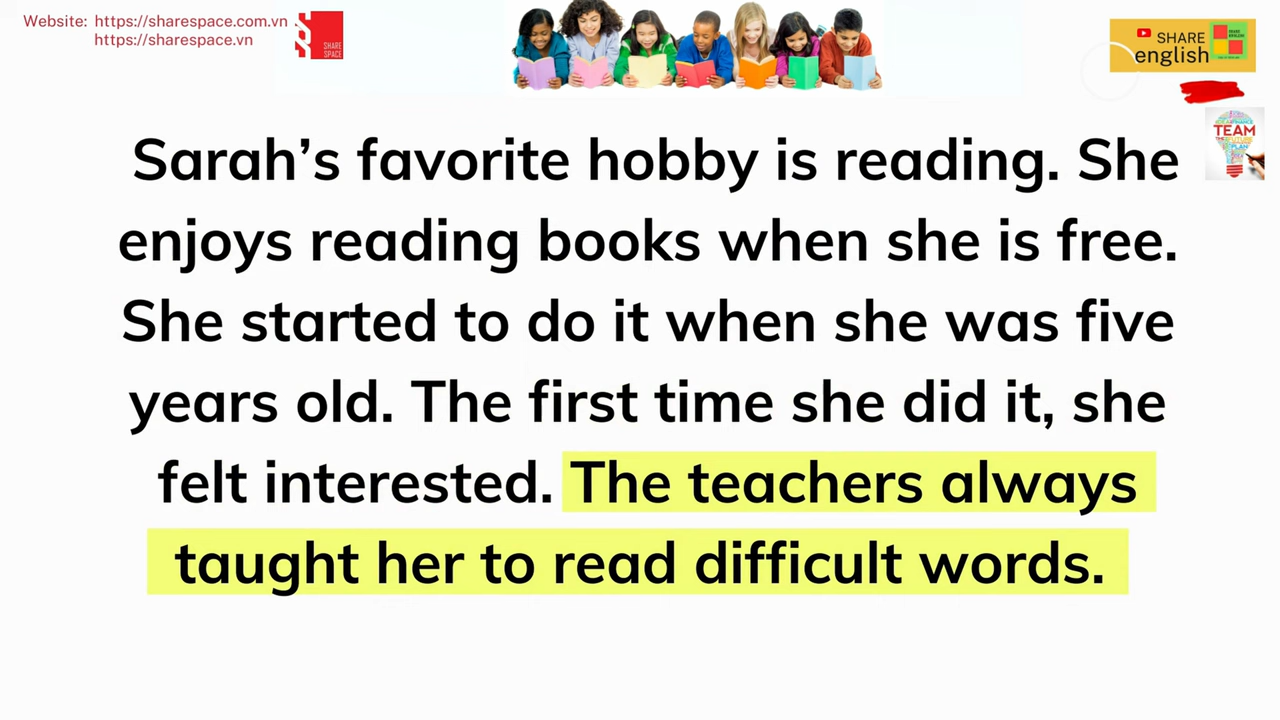 Website: https://sharespace.com.vn
https://sharespace.vn
SHARE
SPACE
SHARE
english
TEAM
Sarah’s favorite hobby is reading. She
enjoys reading books when she is free.
She started to do it when she was five
years old. The first time she did it, she
felt interested. The teachers always
taught her to read difficult words.